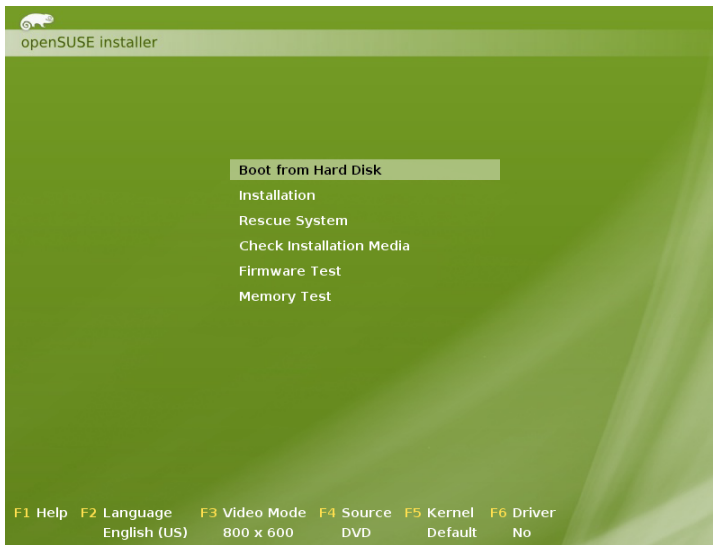 openSUSE installer
Boot from Hard Disk
Installation
Rescue System
Check Installation Media
Firmware Test
Memory Test
F1 Help F2 Language F3 Video Mode F4 Source F5 Kernel F6 Driver
English (US) 800 x 600 DVD Default No